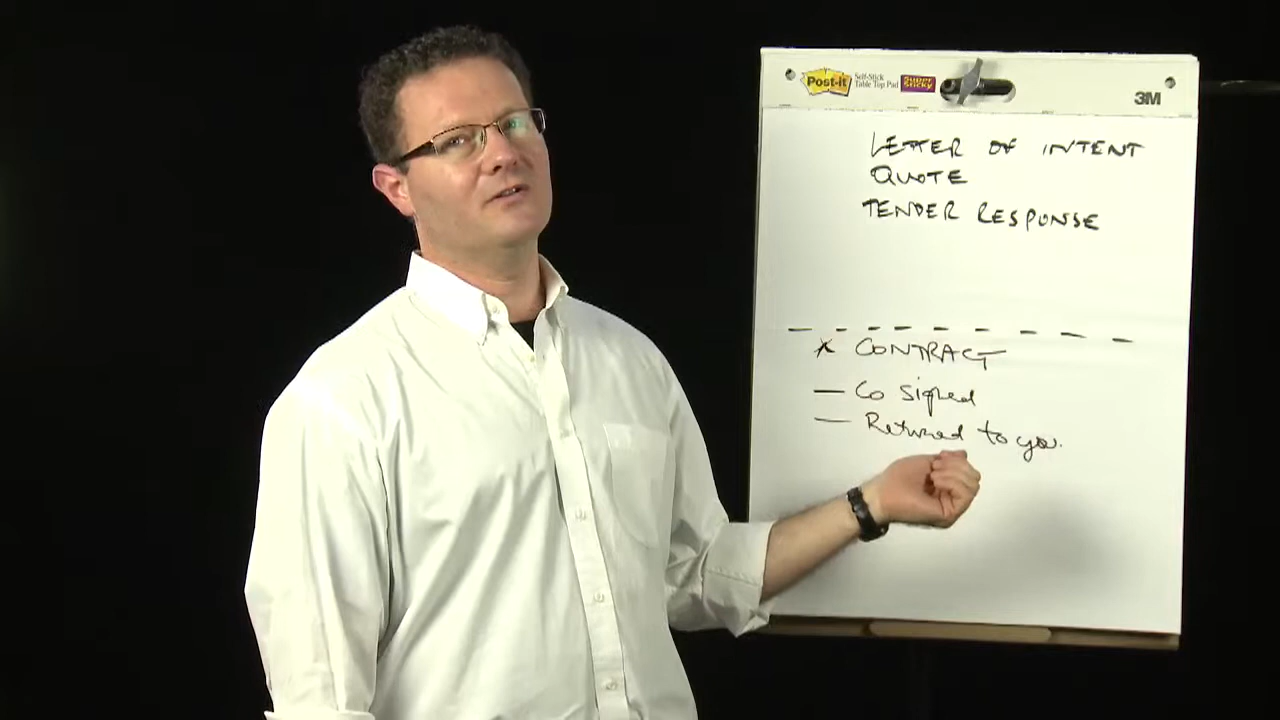 Post-it Self-Stick Table Top Pad Super Sticky
3M
LETTER OF INTENT
QUOTE
TENDER RESPONSE
* CONTRACT
— Co signed
— Returned to you.